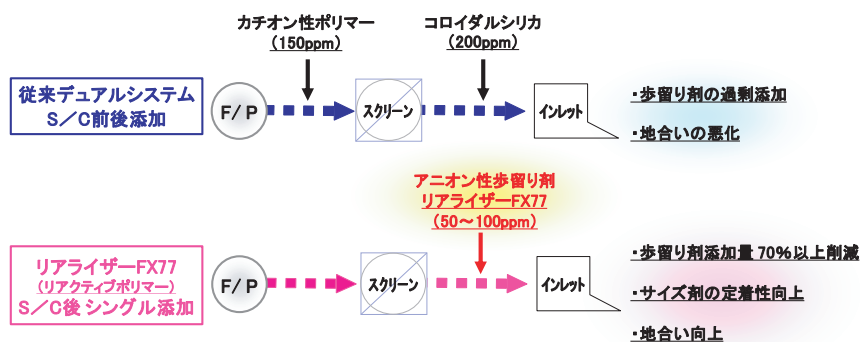 カチオン性ポリマー
（150ppm）
コロイダルシリカ
（200ppm）
従来デュアルシステム
S／C前後添加
F/P
スクリーン
インレット
・歩留り剤の過剰添加
・地合いの悪化
アニオン性歩留り剤
リアライザーFX77
（50～100ppm）
リアライザーFX77
（リアクティブポリマー）
S／C後 シングル添加
F/P
スクリーン
インレット
・歩留り剤添加量 70%以上削減
・サイズ剤の定着性向上
・地合い向上